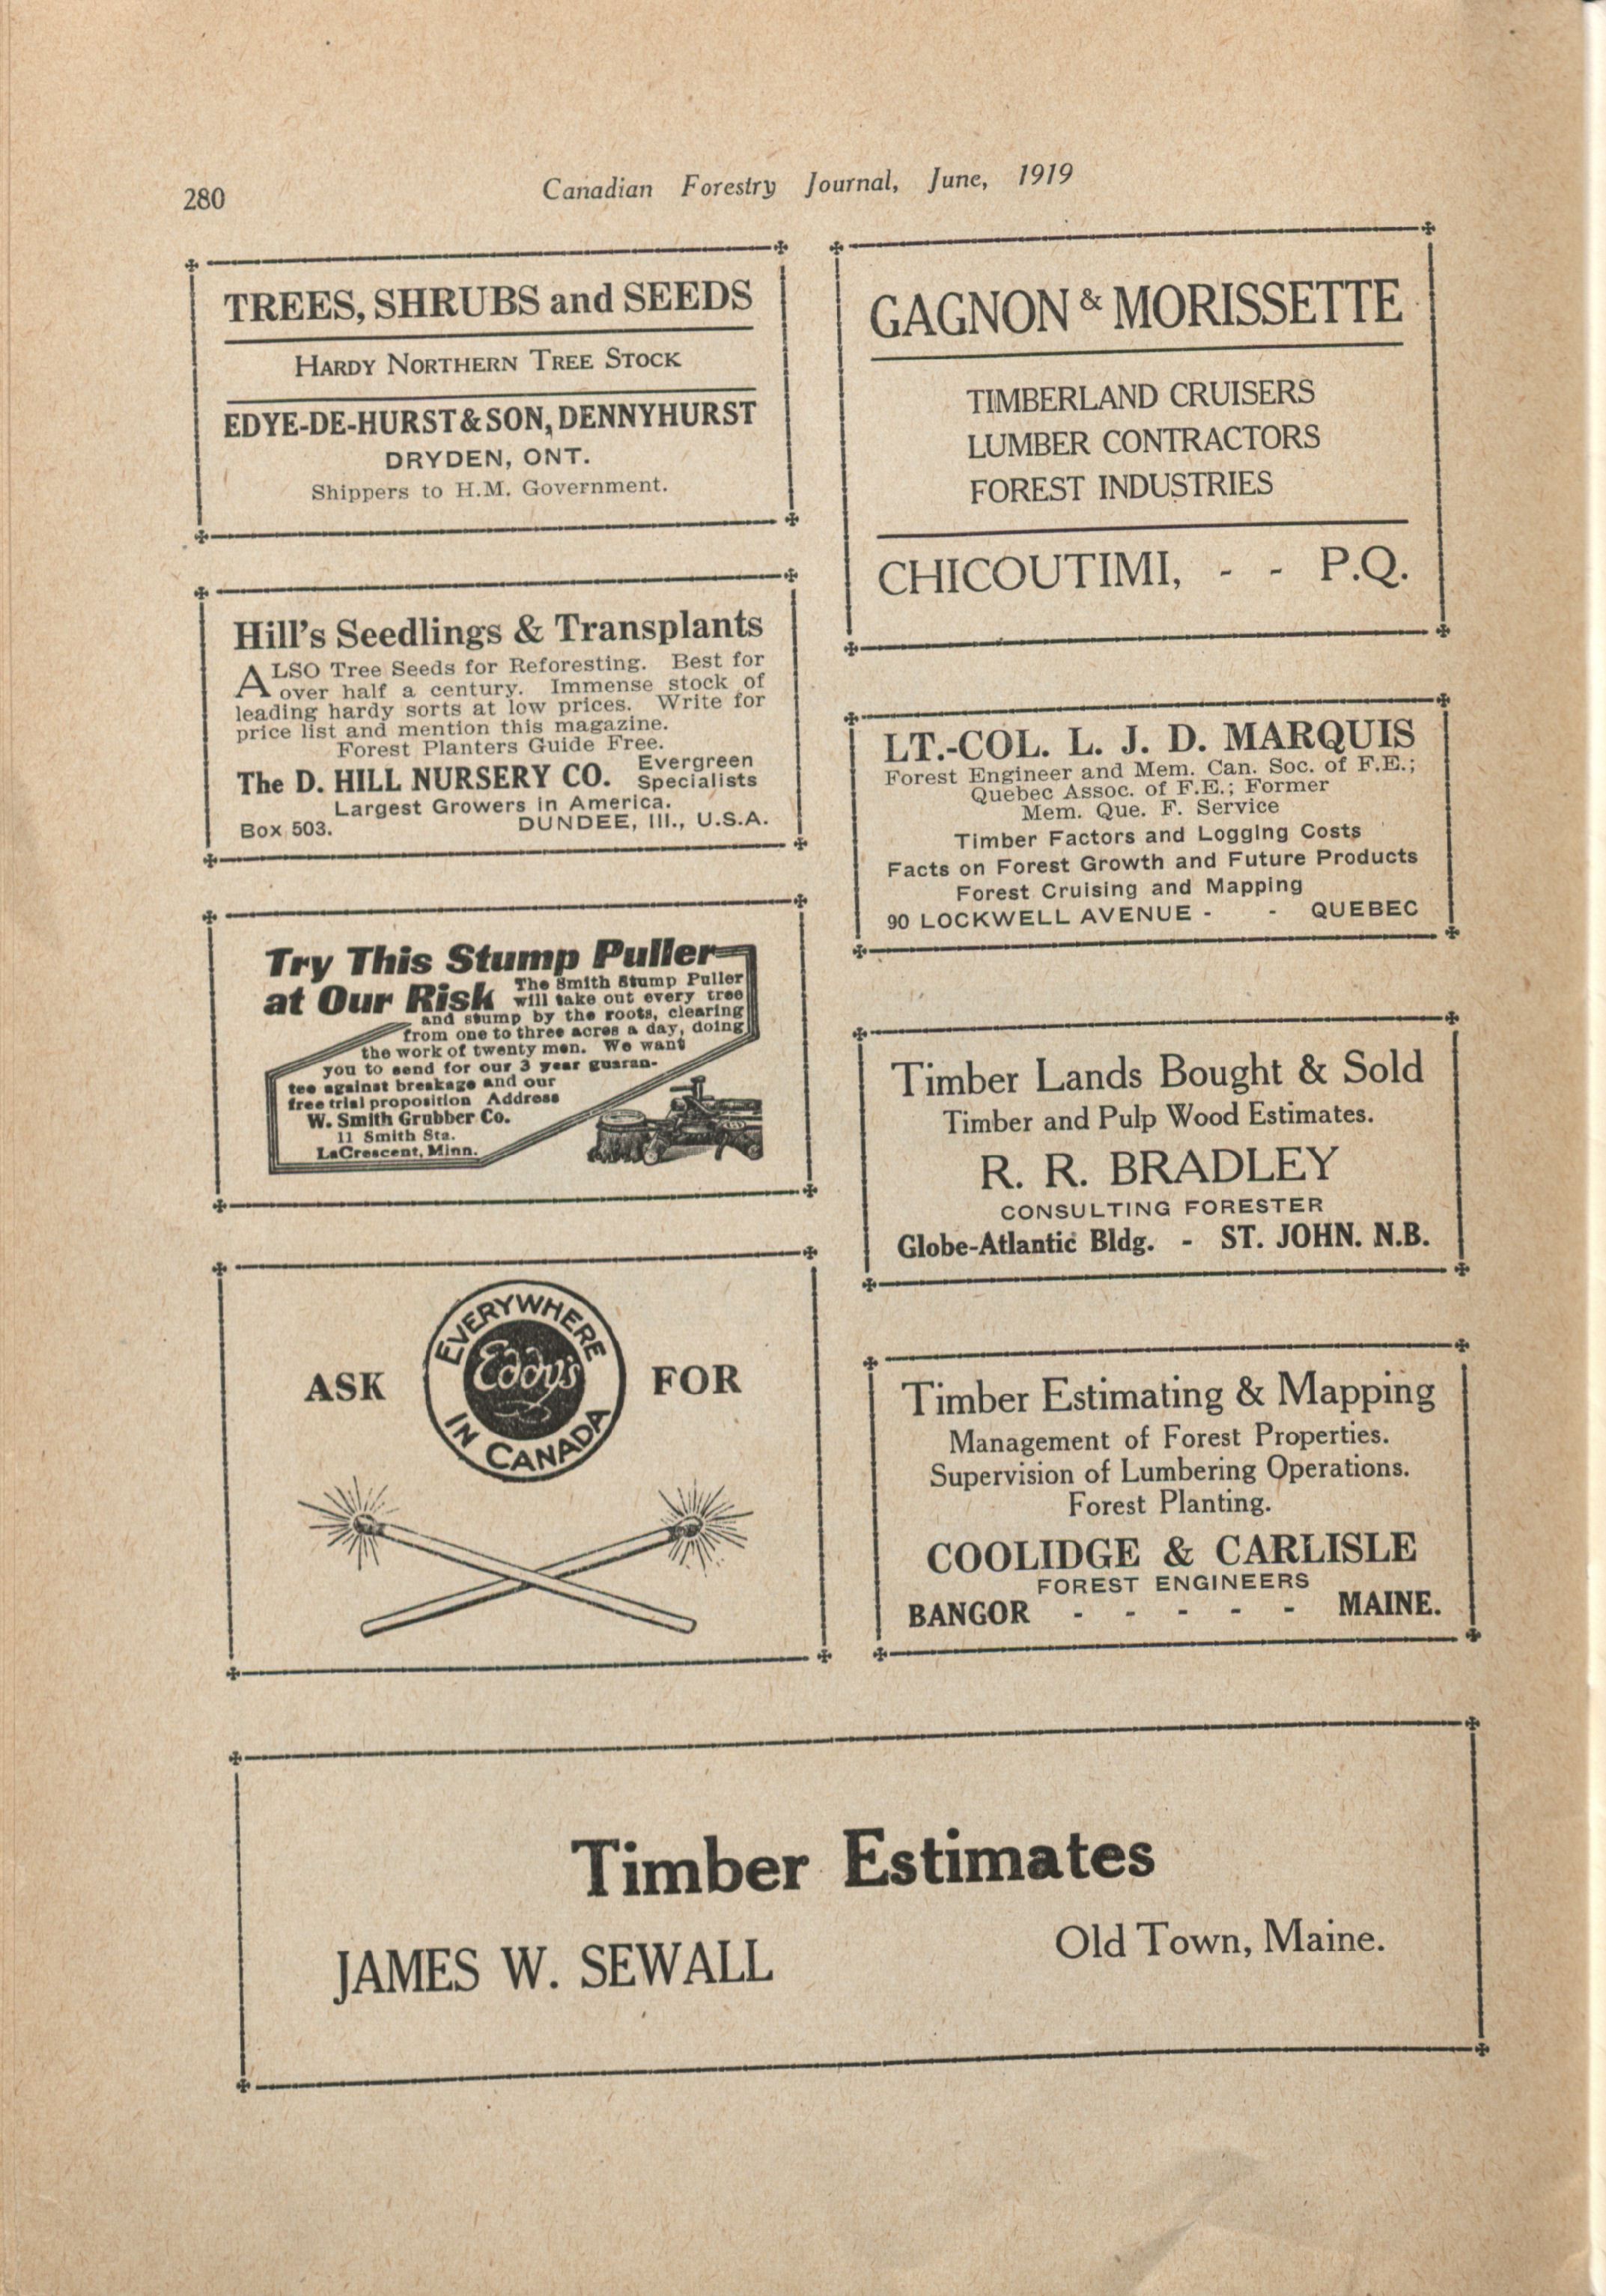 280
Canadian Forestry Journal, June, 1919
TREES, SHRUBS and SEEDS
HARDY NORTHERN TREE STOCK
EDYE-DE-HURST & SON, DENNYHURST
DRYDEN, ONT.
Shippers to H.M. Government.
Hill's Seedlings & Transplants
ALSO Tree Seeds for Reforesting. Best for
over half a century. Immense stock of
leading hardy sorts at low prices. Write for
price list and mention this magazine.
Forest Planters Guide Free.
The D. HILL NURSERY CO. Evergreen
Specialists
Largest Growers in America.
Box 503. DUNDEE, Ill., U.S.A.
Try This Stump Puller
at Our Risk The Smith Stump Puller
will take out every tree
and stump by the roots, clearing
from one to three acres a day, doing
the work of twenty men. We want
you to send for our 3 year guaran-
tee against breakage and our
free trial proposition Address
W. Smith Grubber Co.
11 Smith Sta.
LaCrescent, Minn.
ASK EVERYWHERE
Eddy's
IN CANADA FOR
GAGNON & MORISSETTE
TIMBERLAND CRUISERS
LUMBER CONTRACTORS
FOREST INDUSTRIES
CHICOUTIMI, - - P.Q.
LT.-COL. L. J. D. MARQUIS
Forest Engineer and Mem. Can. Soc. of F.E.;
Quebec Assoc. of F.E.; Former
Mem. Que. F. Service
Timber Factors and Logging Costs
Facts on Forest Growth and Future Products
Forest Cruising and Mapping
90 LOCKWELL AVENUE - - QUEBEC
Timber Lands Bought & Sold
Timber and Pulp Wood Estimates.
R. R. BRADLEY
CONSULTING FORESTER
Globe-Atlantic Bldg. - ST. JOHN. N.B.
Timber Estimating & Mapping
Management of Forest Properties.
Supervision of Lumbering Operations.
Forest Planting.
COOLIDGE & CARLISLE
FOREST ENGINEERS
BANGOR - - - - - MAINE.
Timber Estimates
JAMES W. SEWALL
Old Town, Maine.